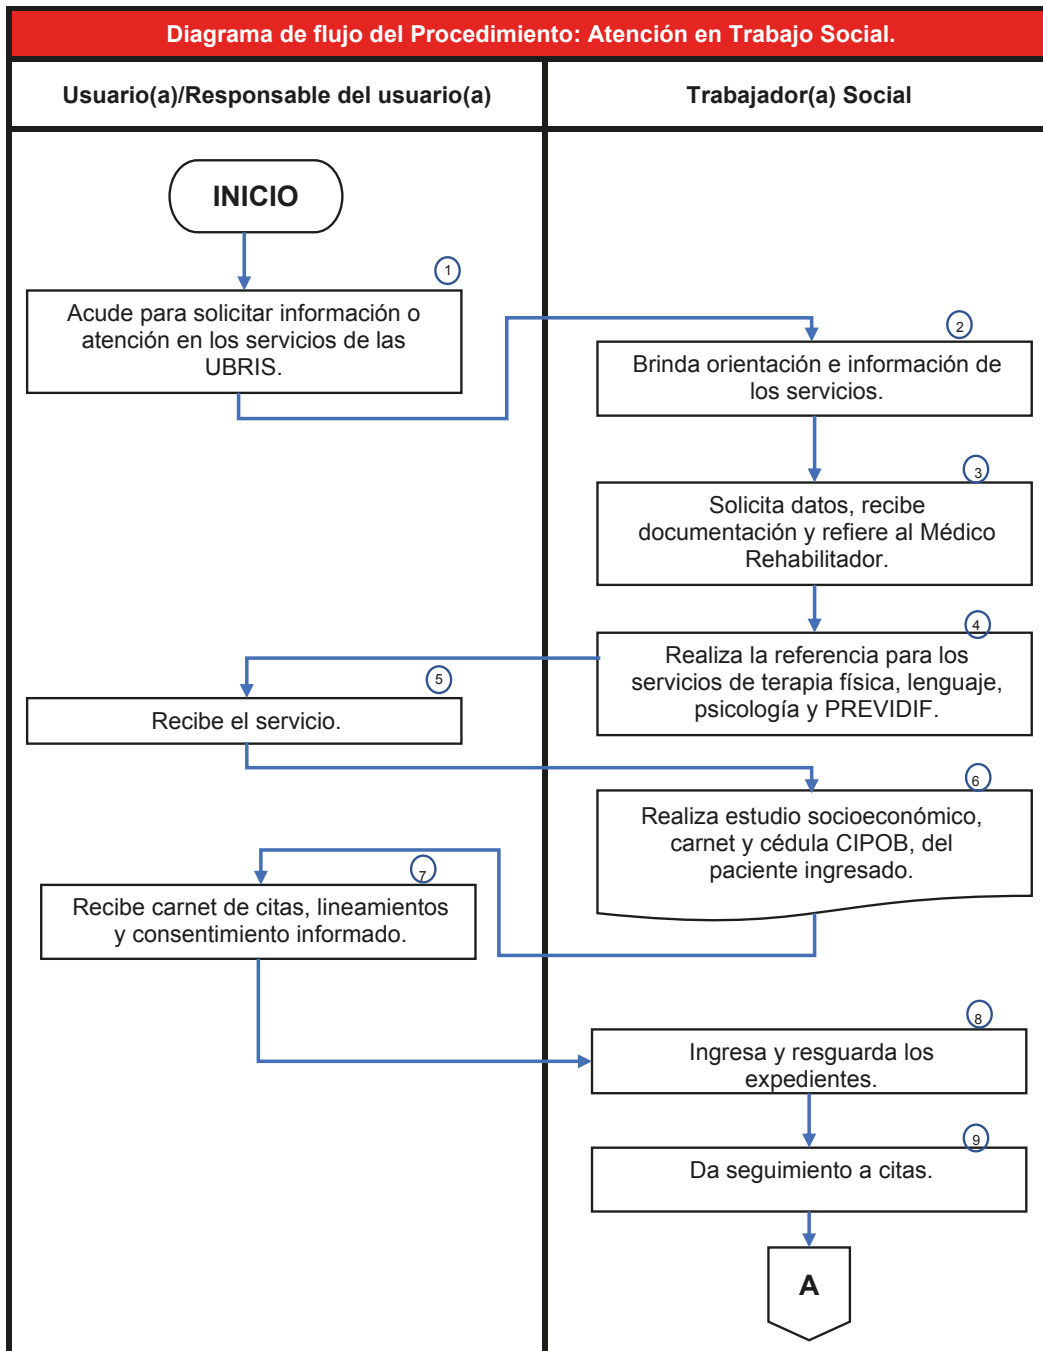 Diagrama de flujo del Procedimiento: Atención en Trabajo Social.
Usuario(a)/Responsable del usuario(a)
Trabajador(a) Social
INICIO
1
Acude para solicitar información o
atención en los servicios de las
UBRIS.
2
Brinda orientación e información de
los servicios.
3
Solicita datos, recibe
documentación y refiere al Médico
Rehabilitador.
4
Realiza la referencia para los
servicios de terapia física, lenguaje,
psicología y PREVIDIF.
5
Recibe el servicio.
6
Realiza estudio socioeconómico,
carnet y cédula CIPOB, del
paciente ingresado.
7
Recibe carnet de citas, lineamientos
y consentimiento informado.
8
Ingresa y resguarda los
expedientes.
9
Da seguimiento a citas.
A